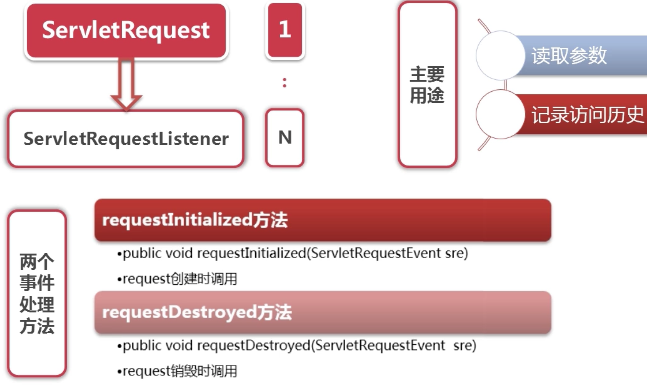 ServletRequest
1
:
ServletRequestListener
N
主要
用途
读取参数
记录访问历史
两个
事件
处理
方法
requestInitialized方法
•public void requestInitialized(ServletRequestEvent sre)
•request创建时调用
requestDestroyed方法
•public void requestDestroyed(ServletRequestEvent sre)
•request销毁时调用